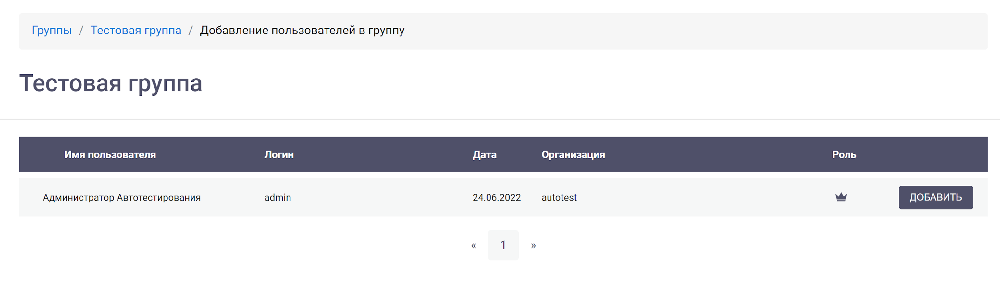 Группы / Тестовая группа / Добавление пользователей в группу
Тестовая группа
Имя пользователя Логин Дата Организация Роль
Администратор Автотестирования admin 24.06.2022 autotest ДОБАВИТЬ
« 1 »